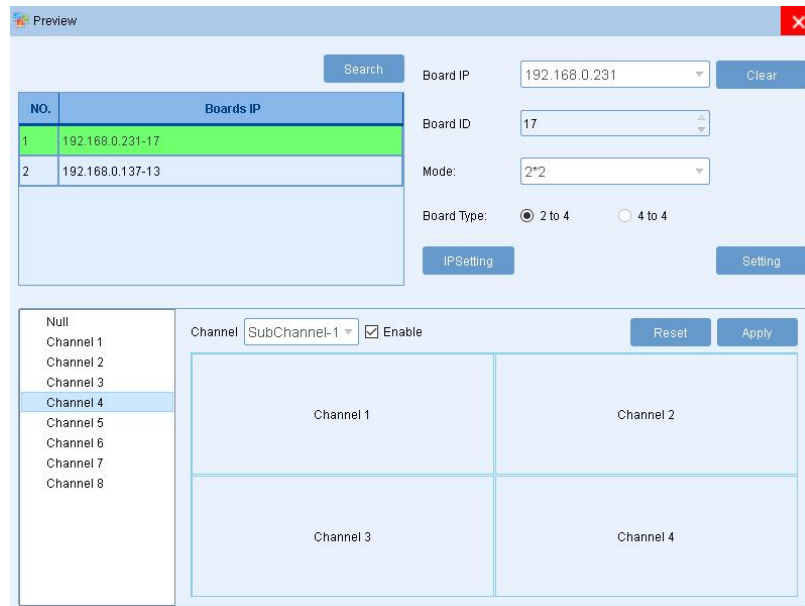 Preview
Search
Board IP 192.168.0.231 Clear
NO. Boards IP
1 192.168.0.231-17
2 192.168.0.137-13
Board ID 17
Mode: 2*2
Board Type: 2 to 4 4 to 4
IPSetting Setting
Null
Channel 1
Channel 2
Channel 3
Channel 4
Channel 5
Channel 6
Channel 7
Channel 8
Channel SubChannel-1 Enable Reset Apply
Channel 1 Channel 2
Channel 3 Channel 4